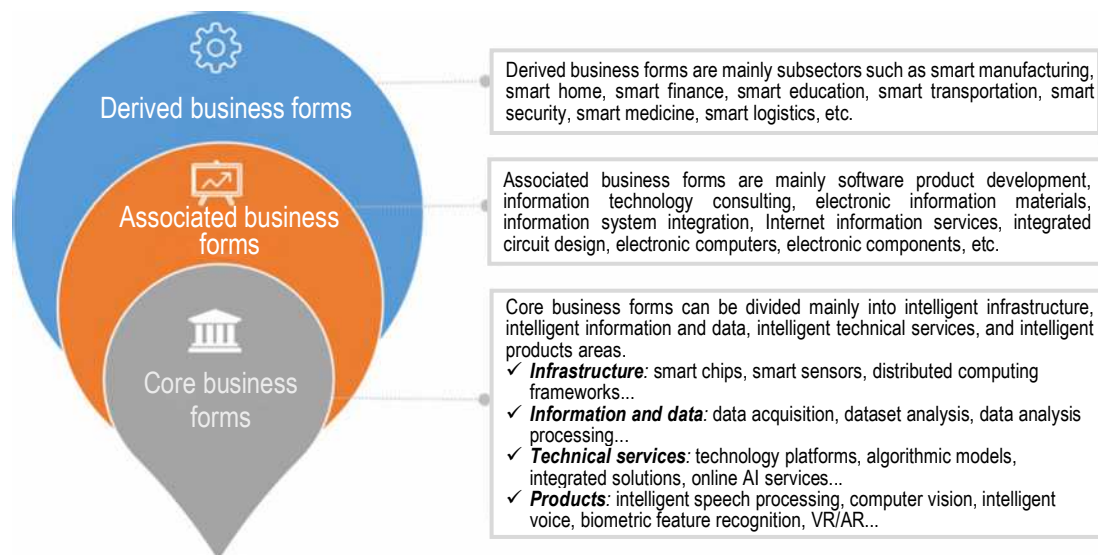 Derived business forms
Derived business forms are mainly subsectors such as smart manufacturing,
smart home, smart finance, smart education, smart transportation, smart
security, smart medicine, smart logistics, etc.
Associated business
forms
Associated business forms are mainly software product development,
information technology consulting, electronic information materials,
information system integration, Internet information services, integrated
circuit design, electronic computers, electronic components, etc.
Core business
forms
Core business forms can be divided mainly into intelligent infrastructure,
intelligent information and data, intelligent technical services, and intelligent
products areas.
✓ Infrastructure: smart chips, smart sensors, distributed computing
frameworks...
✓ Information and data: data acquisition, dataset analysis, data analysis
processing...
✓ Technical services: technology platforms, algorithmic models,
integrated solutions, online AI services...
✓ Products: intelligent speech processing, computer vision, intelligent
voice, biometric feature recognition, VR/AR...